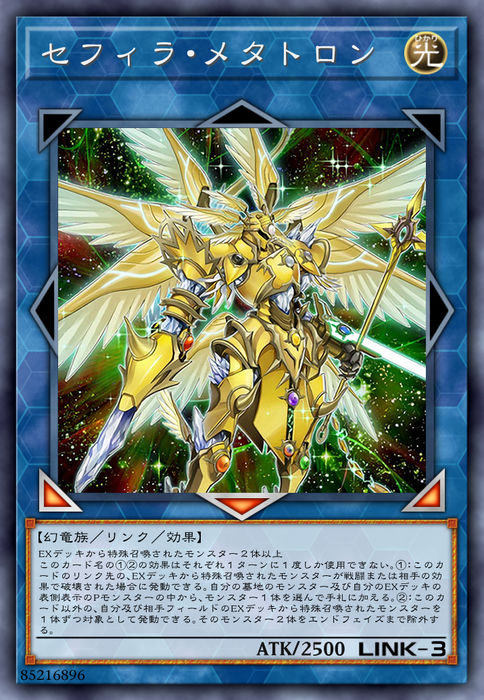 セフィラ・メタトロン
ひかり
光
【幻竜族／リンク／効果】
EXデッキから特殊召喚されたモンスター２体以上
このカード名の①②の効果はそれぞれ１ターンに１度しか使用できない。①：このカ
ードのリンク先の、EXデッキから特殊召喚されたモンスターが戦闘または相手の効果
で破壊された場合に発動できる。自分の墓地のモンスター及び自分のEXデッキの
表側表示のPモンスターの中から、モンスター１体を選んで手札に加える。②：この
カード以外の、自分及び相手フィールドのEXデッキから特殊召喚されたモンスターを
１体ずつ対象として発動できる。そのモンスター２体をエンドフェイズまで除外す
る。
ATK/2500 LINK-3
85216896